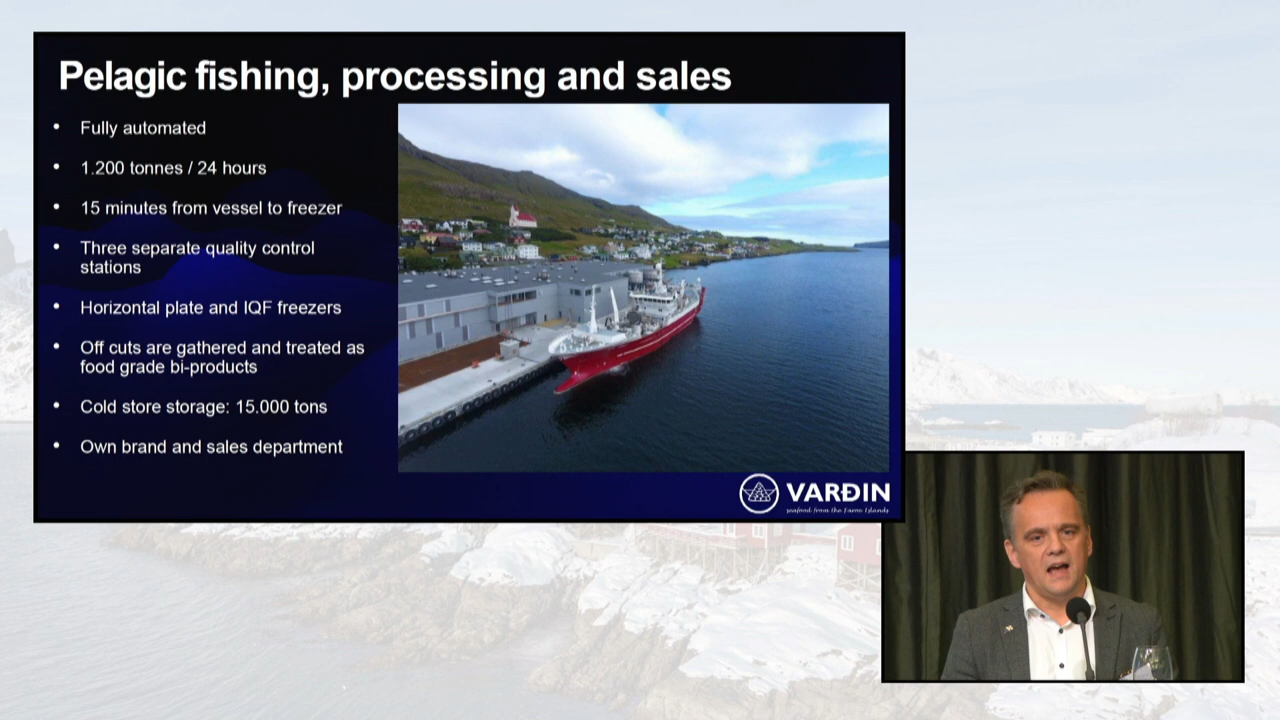 Pelagic fishing, processing and sales
• Fully automated
• 1.200 tonnes / 24 hours
• 15 minutes from vessel to freezer
• Three separate quality control
stations
• Horizontal plate and IQF freezers
• Off cuts are gathered and treated as
food grade bi-products
• Cold store storage: 15.000 tons
• Own brand and sales department
VARÐIN
seafood from the Faroe Islands